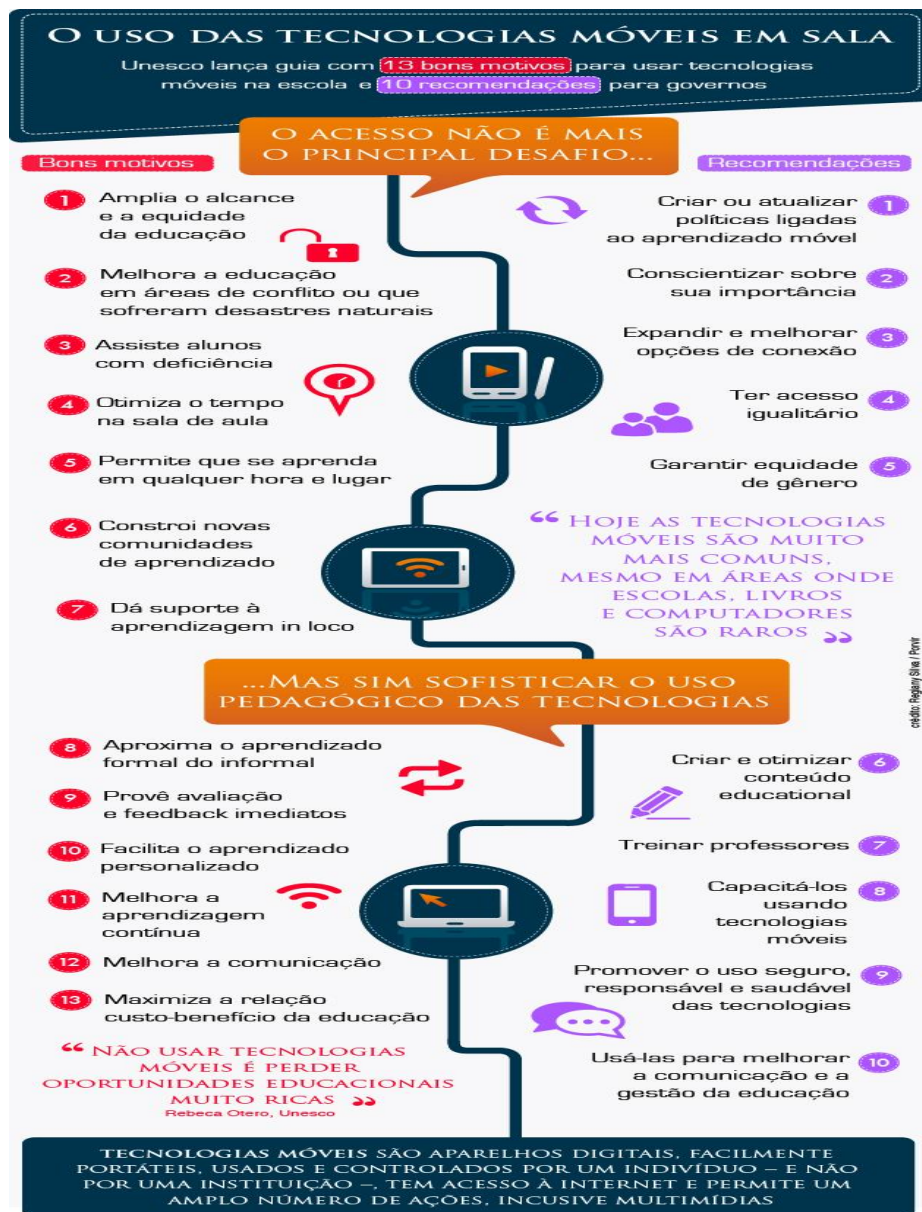 O USO DAS TECNOLOGIAS MÓVEIS EM SALA
Unesco lança guia com 13 bons motivos para usar tecnologias
móveis na escola e 10 recomendações para governos
O ACESSO NÃO É MAIS
O PRINCIPAL DESAFIO...
Bons motivos
1 Amplia o alcance
e a equidade
da educação
2 Melhora a educação
em áreas de conflito ou que
sofreram desastres naturais
3 Assiste alunos
com deficiência
4 Otimiza o tempo
na sala de aula
5 Permite que se aprenda
em qualquer hora e lugar
6 Constroi novas
comunidades
de aprendizado
7 Dá suporte à
aprendizagem in loco
Recomendações
Criar ou atualizar 1
políticas ligadas
ao aprendizado móvel
Conscientizar sobre 2
sua importância
Expandir e melhorar 3
opções de conexão
Ter acesso 4
igualitário
Garantir equidade 5
de gênero
“ HOJE AS TECNOLOGIAS
MÓVEIS SÃO MUITO
MAIS COMUNS,
MESMO EM ÁREAS ONDE
ESCOLAS, LIVROS
E COMPUTADORES
SÃO RAROS ”
crédito: Regiany Silva / Porvir
...MAS SIM SOFISTICAR O USO
PEDAGÓGICO DAS TECNOLOGIAS
8 Aproxima o aprendizado
formal do informal
9 Provê avaliação
e feedback imediatos
10 Facilita o aprendizado
personalizado
11 Melhora a
aprendizagem
contínua
12 Melhora a comunicação
13 Maximiza a relação
custo-benefício da educação
“ NÃO USAR TECNOLOGIAS
MÓVEIS É PERDER
OPORTUNIDADES EDUCACIONAIS
MUITO RICAS ”
Rebeca Otero, Unesco
Criar e otimizar 6
conteúdo
educational
Treinar professores 7
Capacitá-los 8
usando
tecnologias
móveis
Promover o uso seguro, 9
responsável e saudável
das tecnologias
Usá-las para melhorar 10
a comunicação e a
gestão da educação
TECNOLOGIAS MÓVEIS SÃO APARELHOS DIGITAIS, FACILMENTE
PORTÁTEIS, USADOS E CONTROLADOS POR UM INDIVÍDUO – E NÃO
POR UMA INSTITUIÇÃO –, TEM ACESSO À INTERNET E PERMITE UM
AMPLO NÚMERO DE AÇÕES, INCUSIVE MULTIMÍDIAS